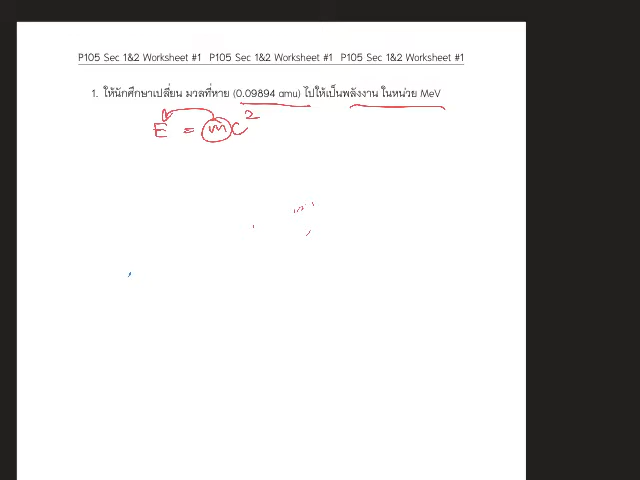 P105 Sec 1&2 Worksheet #1 P105 Sec 1&2 Worksheet #1 P105 Sec 1&2 Worksheet #1
1. ให้นักศึกษาเปลี่ยน มวลที่หาย (0.09894 amu) ไปให้เป็นพลังงาน ในหน่วย MeV
E = mc²